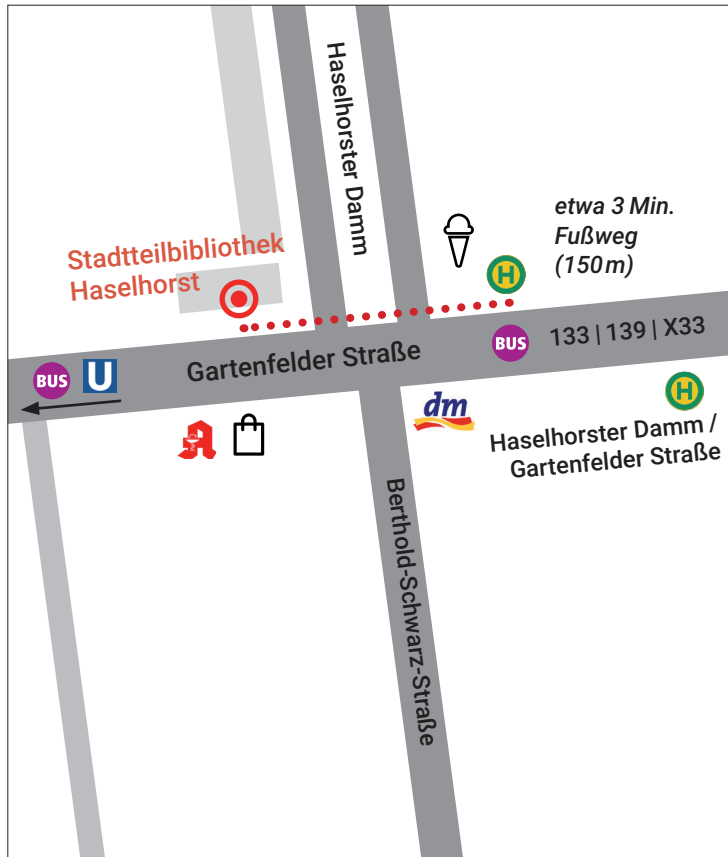 Haselhorster Damm
etwa 3 Min.
Fußweg
(150 m)
Stadtteilbibliothek
Haselhorst
H
133 | 139 | X33
BUS
Gartenfelder Straße
BUS
U
dm
H
A
Haselhorster Damm /
Gartenfelder Straße
Berthold-Schwarz-Straße